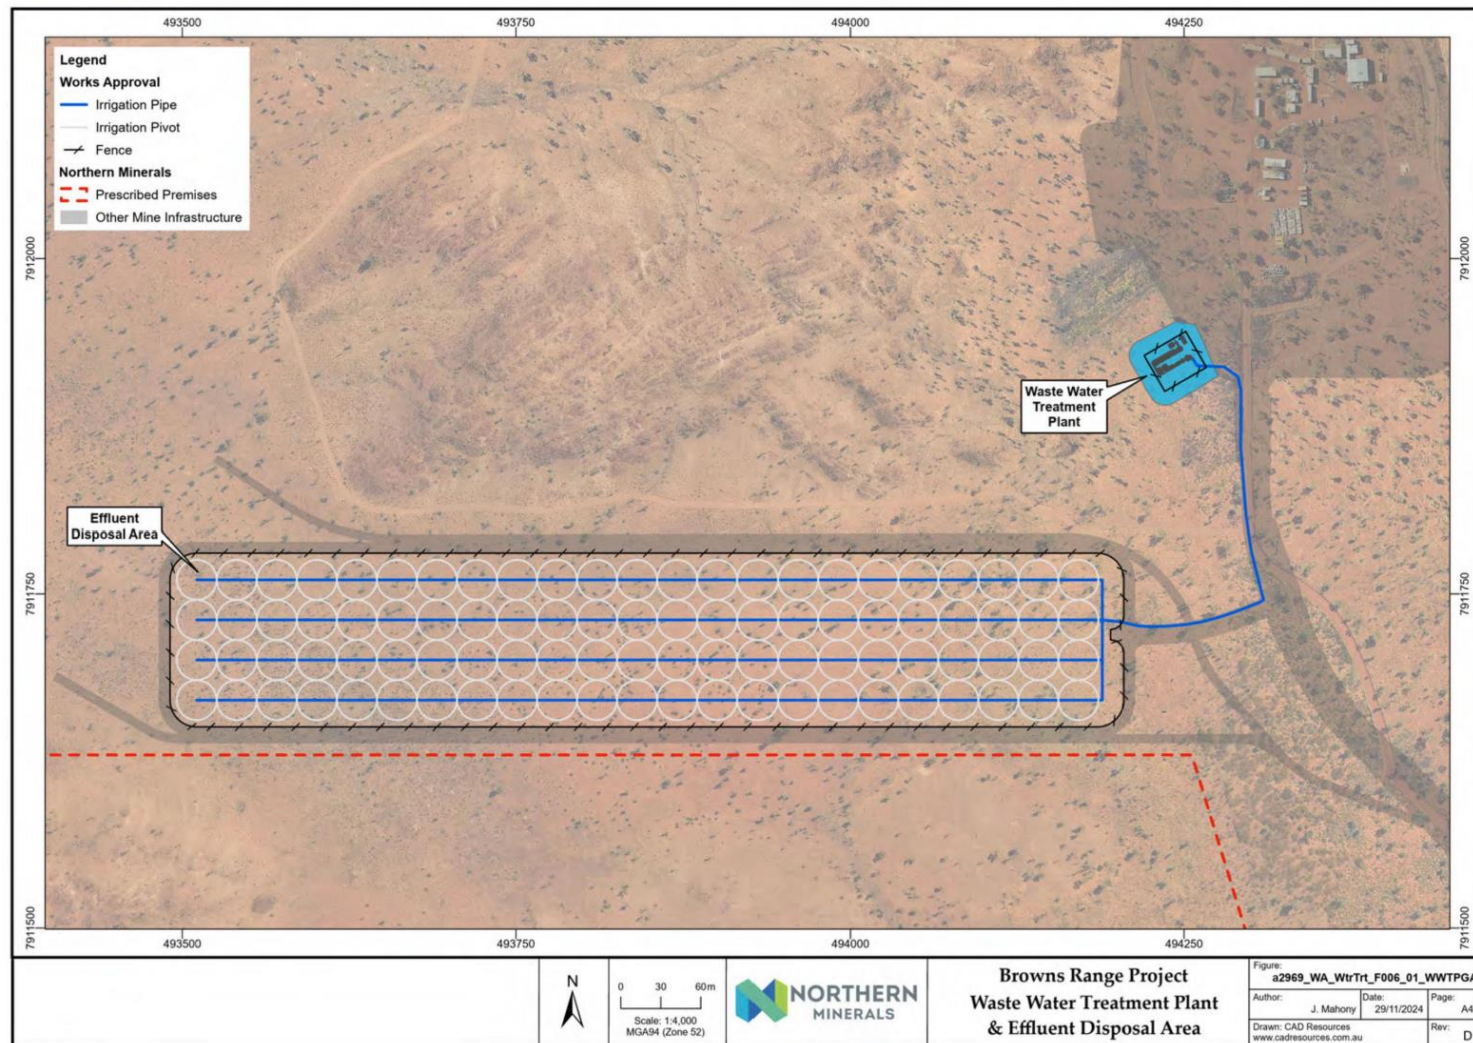 493500
493750
494000
494250
Legend
Works Approval
Irrigation Pipe
Irrigation Pivot
Fence
Northern Minerals
Prescribed Premises
Other Mine Infrastructure
7912000
7912000
Waste Water
Treatment
Plant
Effluent
Disposal Area
7911750
7911750
7911500
7911500
493500
493750
494000
494250
N
0 30 60m
Scale: 1:4,000
MGA94 (Zone 52)
NORTHERN
MINERALS
Browns Range Project
Waste Water Treatment Plant
& Effluent Disposal Area
Figure:
a2969_WA_WtrTrt_F006_01_WWTPGA
Author:
J. Mahony
Date:
29/11/2024
Page:
A4
Drawn: CAD Resources
www.cadresources.com.au
Rev:
D